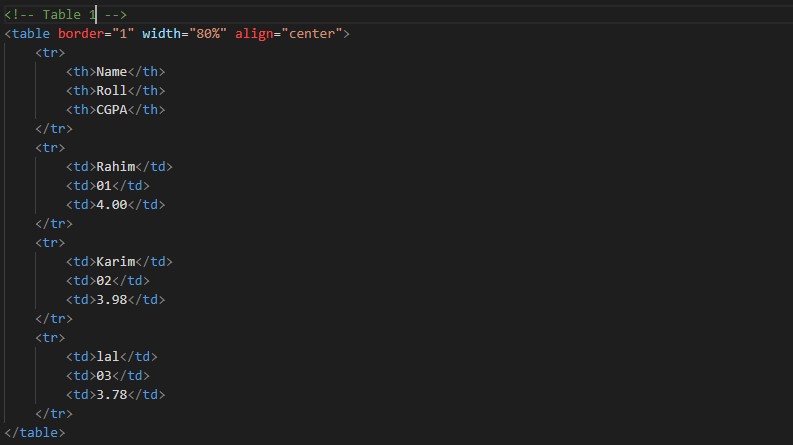 <!-- Table 1 -->
<table border="1" width="80%" align="center">
    <tr>
        <th>Name</th>
        <th>Roll</th>
        <th>CGPA</th>
    </tr>
    <tr>
        <td>Rahim</td>
        <td>01</td>
        <td>4.00</td>
    </tr>
    <tr>
        <td>Karim</td>
        <td>02</td>
        <td>3.98</td>
    </tr>
    <tr>
        <td>lal</td>
        <td>03</td>
        <td>3.78</td>
    </tr>
</table>